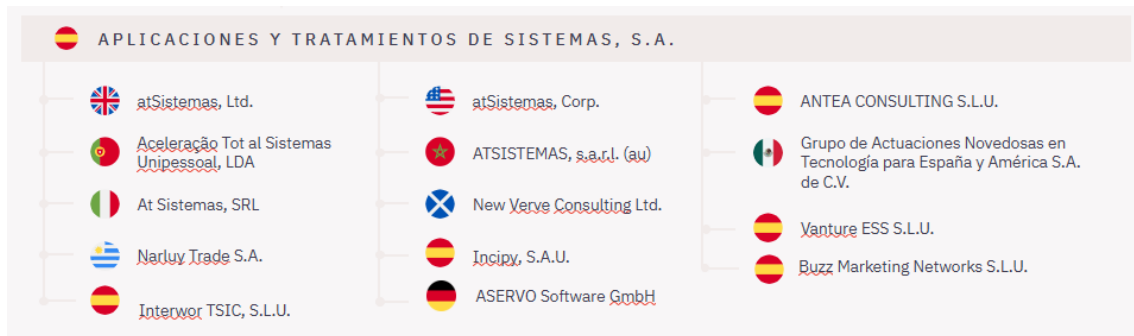 APLICACIONES Y TRATAMIENTOS DE SISTEMAS, S.A.
atSistemas, Ltd.
Aceleração Tot al Sistemas
Unipessoal, LDA
At Sistemas, SRL
Narluy Trade S.A.
Interwor TSIC, S.L.U.
atSistemas, Corp.
ATSISTEMAS, s.a.r.l. (au)
New Verve Consulting Ltd.
Incipy, S.A.U.
ASERVO Software GmbH
ANTEA CONSULTING S.L.U.
Grupo de Actuaciones Novedosas en
Tecnología para España y América S.A.
de C.V.
Vanture ESS S.L.U.
Buzz Marketing Networks S.L.U.